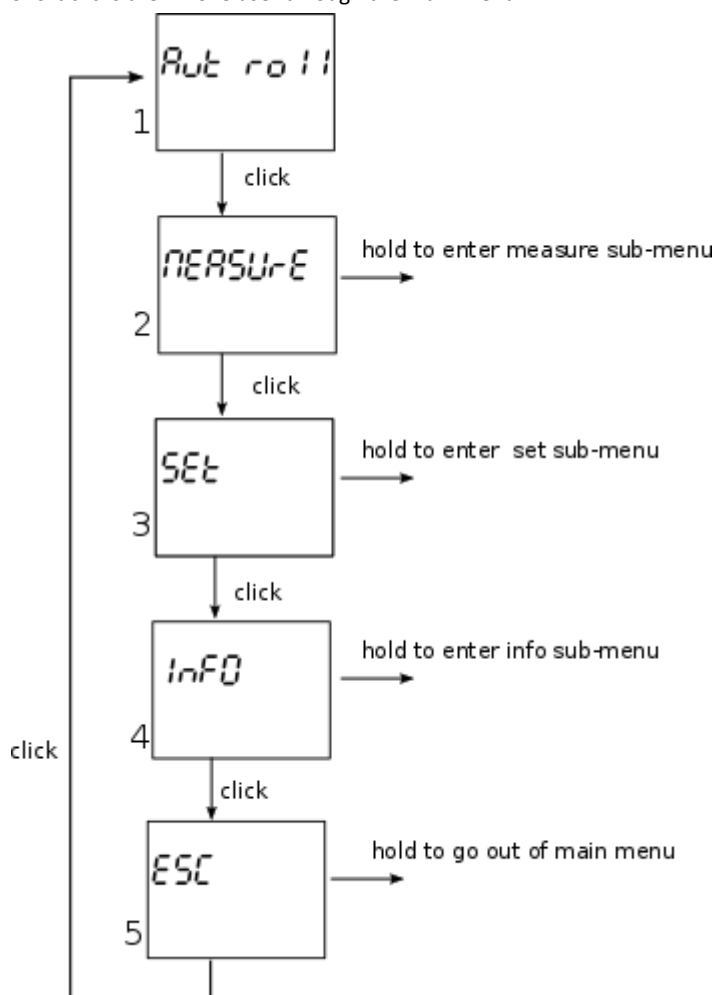 Aut roll
1
click
MEASUrE
hold to enter measure sub-menu
2
click
SEt
hold to enter set sub-menu
3
click
InFO
hold to enter info sub-menu
4
click
click
ESC
hold to go out of main menu
5